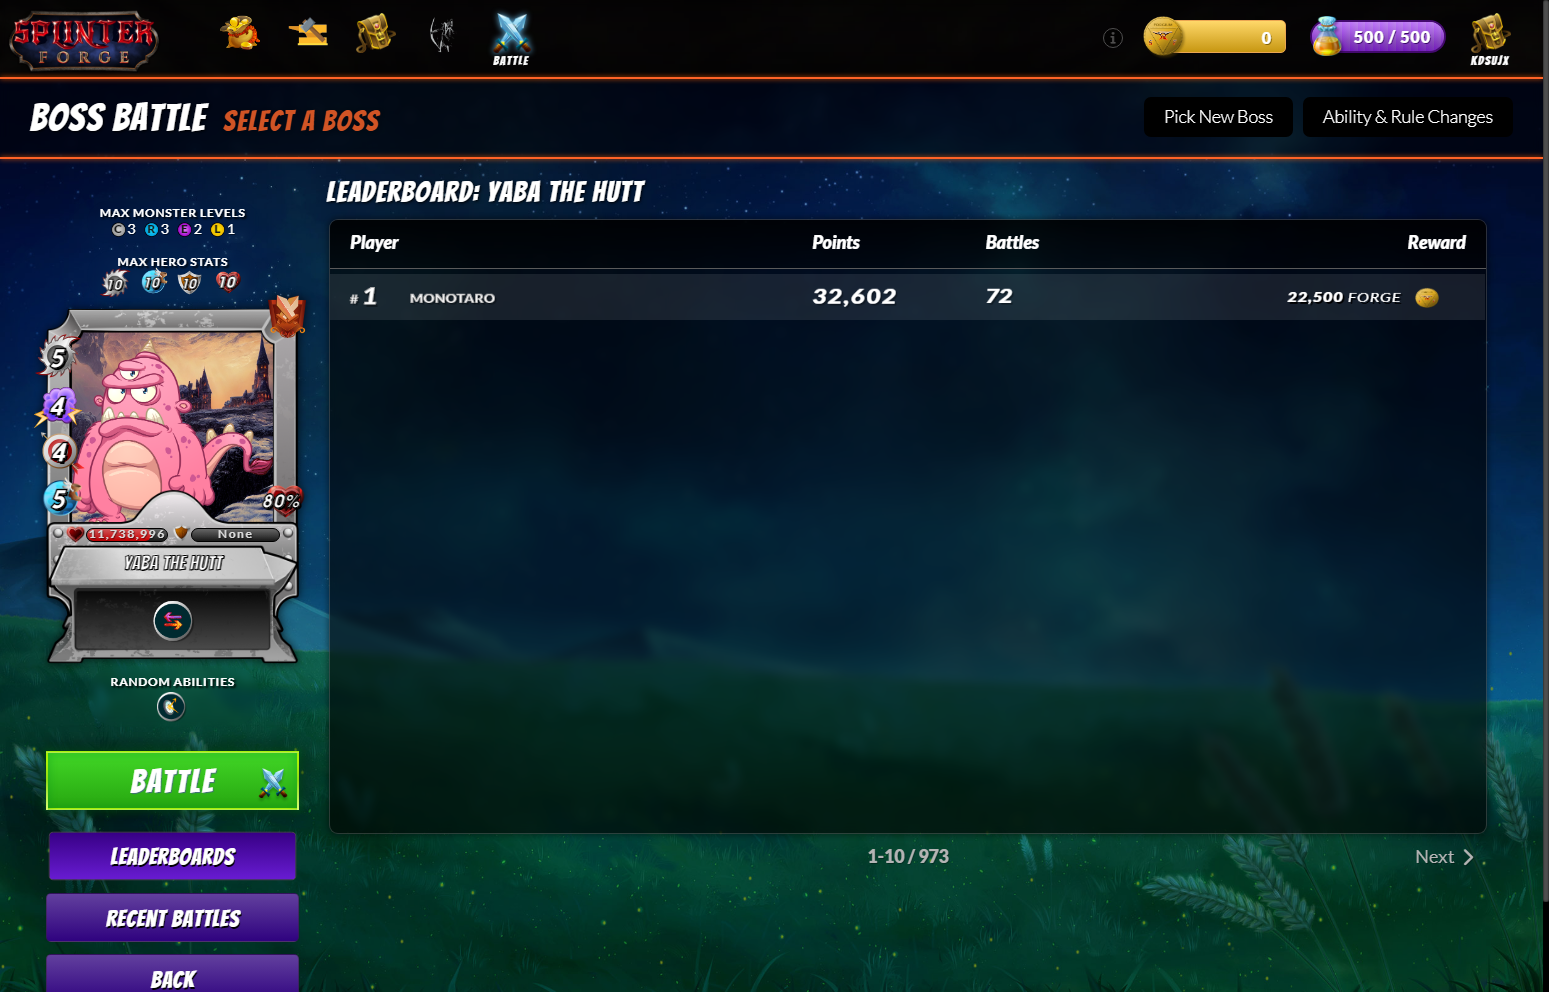 SPLINTER
FORGE
BATTLE
0
500 / 500
KDSUJX
BOSS BATTLE SELECT A BOSS
Pick New Boss
Ability & Rule Changes
MAX MONSTER LEVELS
C 3 R 3 E 2 L 1
MAX HERO STATS
10 10 10 10
5
4
4
5
80%
11,738,996 None
YABA THE HUTT
RANDOM ABILITIES
BATTLE
LEADERBOARDS
RECENT BATTLES
BACK
LEADERBOARD: YABA THE HUTT
Player Points Battles Reward
# 1 MONOTARO 32,602 72 22,500 FORGE
1-10 / 973
Next